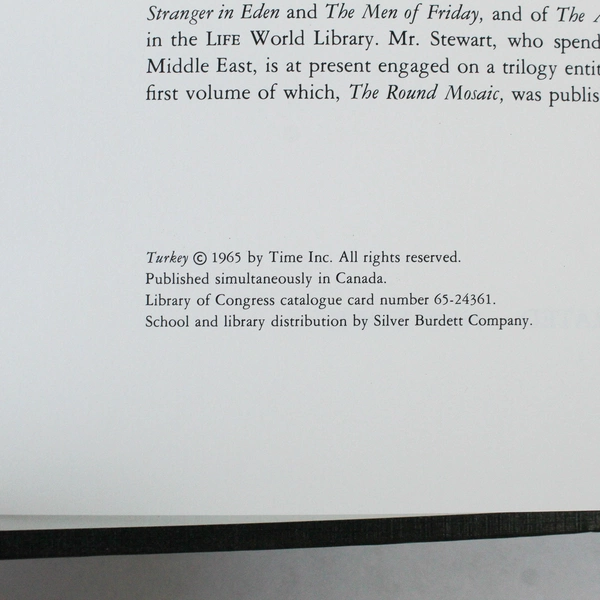 Stranger in Eden and The Men of Friday, and of The
in the LIFE World Library. Mr. Stewart, who spend
Middle East, is at present engaged on a trilogy entit
first volume of which, The Round Mosaic, was publis
Turkey © 1965 by Time Inc. All rights reserved.
Published simultaneously in Canada.
Library of Congress catalogue card number 65-24361.
School and library distribution by Silver Burdett Company.